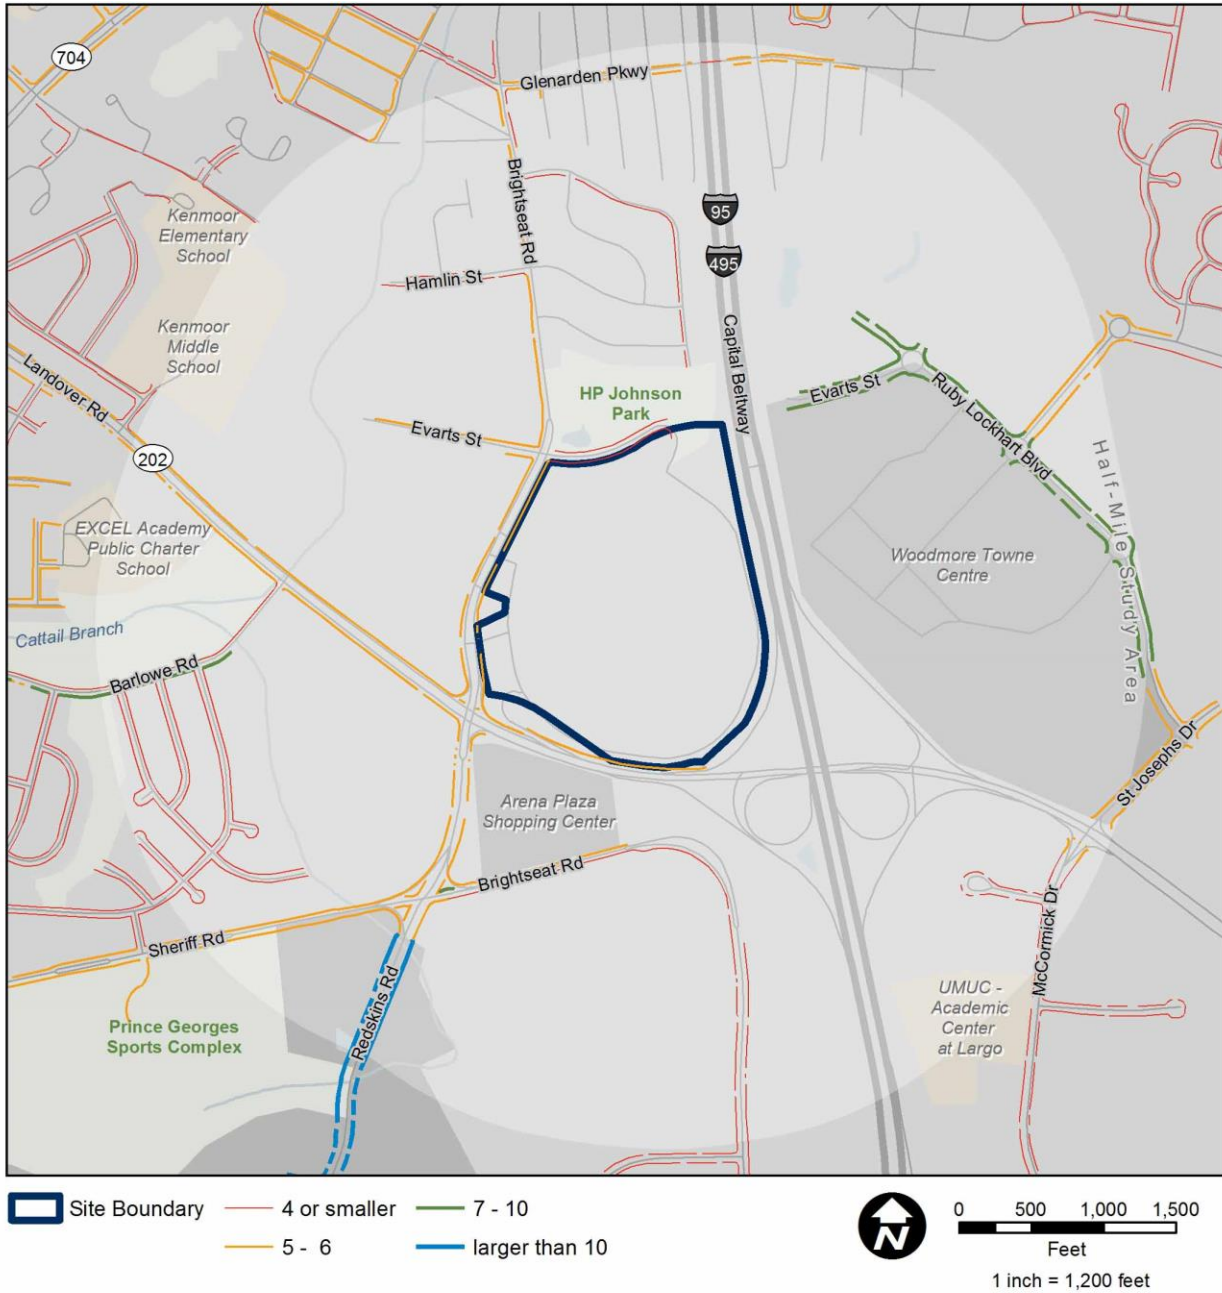 704
Glenarden Pkwy
Brightseat Rd
95
495
Kenmoor
Elementary
School
Hamlin St
Kenmoor
Middle
School
Capital Beltway
Landover Rd
HP Johnson
Park
Evarts St
Ruby Lockhart Blvd
Evarts St
202
Half-Mile Study Area
EXCEL Academy
Public Charter
School
Woodmore Towne
Centre
Cattail Branch
Barlowe Rd
St Josephs Dr
Arena Plaza
Shopping Center
Brightseat Rd
Sheriff Rd
McCormick Dr
Redskins Rd
UMUC -
Academic
Center
at Largo
Prince Georges
Sports Complex
Site Boundary
4 or smaller
7 - 10
5 - 6
larger than 10
N
0 500 1,000 1,500
Feet
1 inch = 1,200 feet